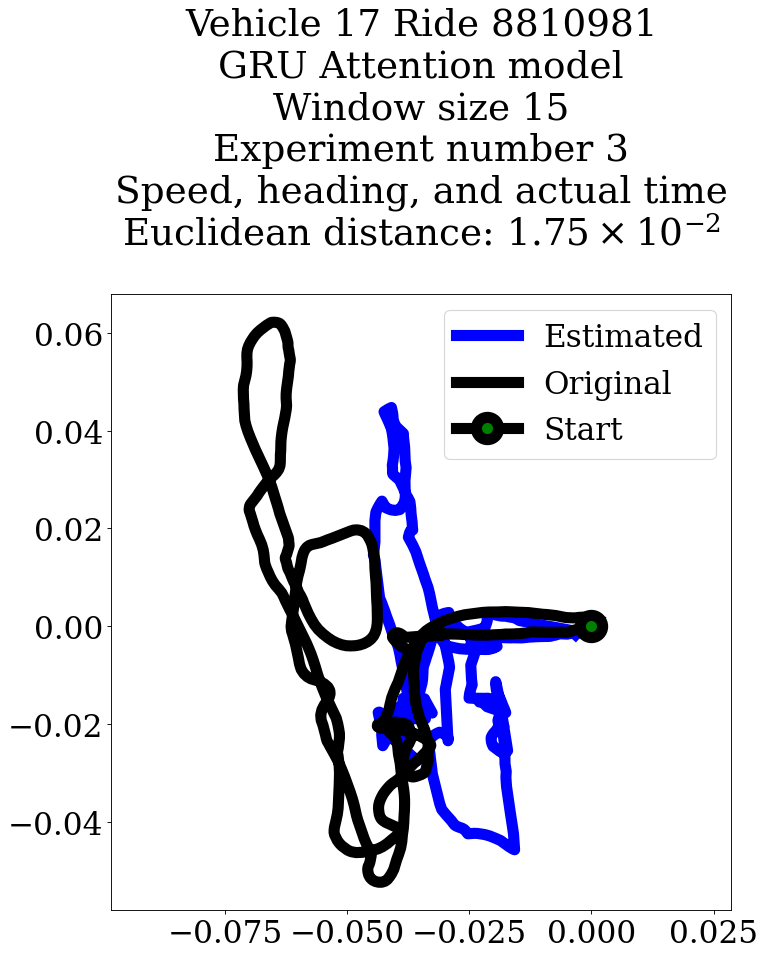 Vehicle 17 Ride 8810981
GRU Attention model
Window size 15
Experiment number 3
Speed, heading, and actual time
Euclidean distance: 1.75 × 10⁻²
Estimated
Original
Start
0.06
0.04
0.02
0.00
−0.02
−0.04
−0.075 −0.050 −0.025 0.000 0.025